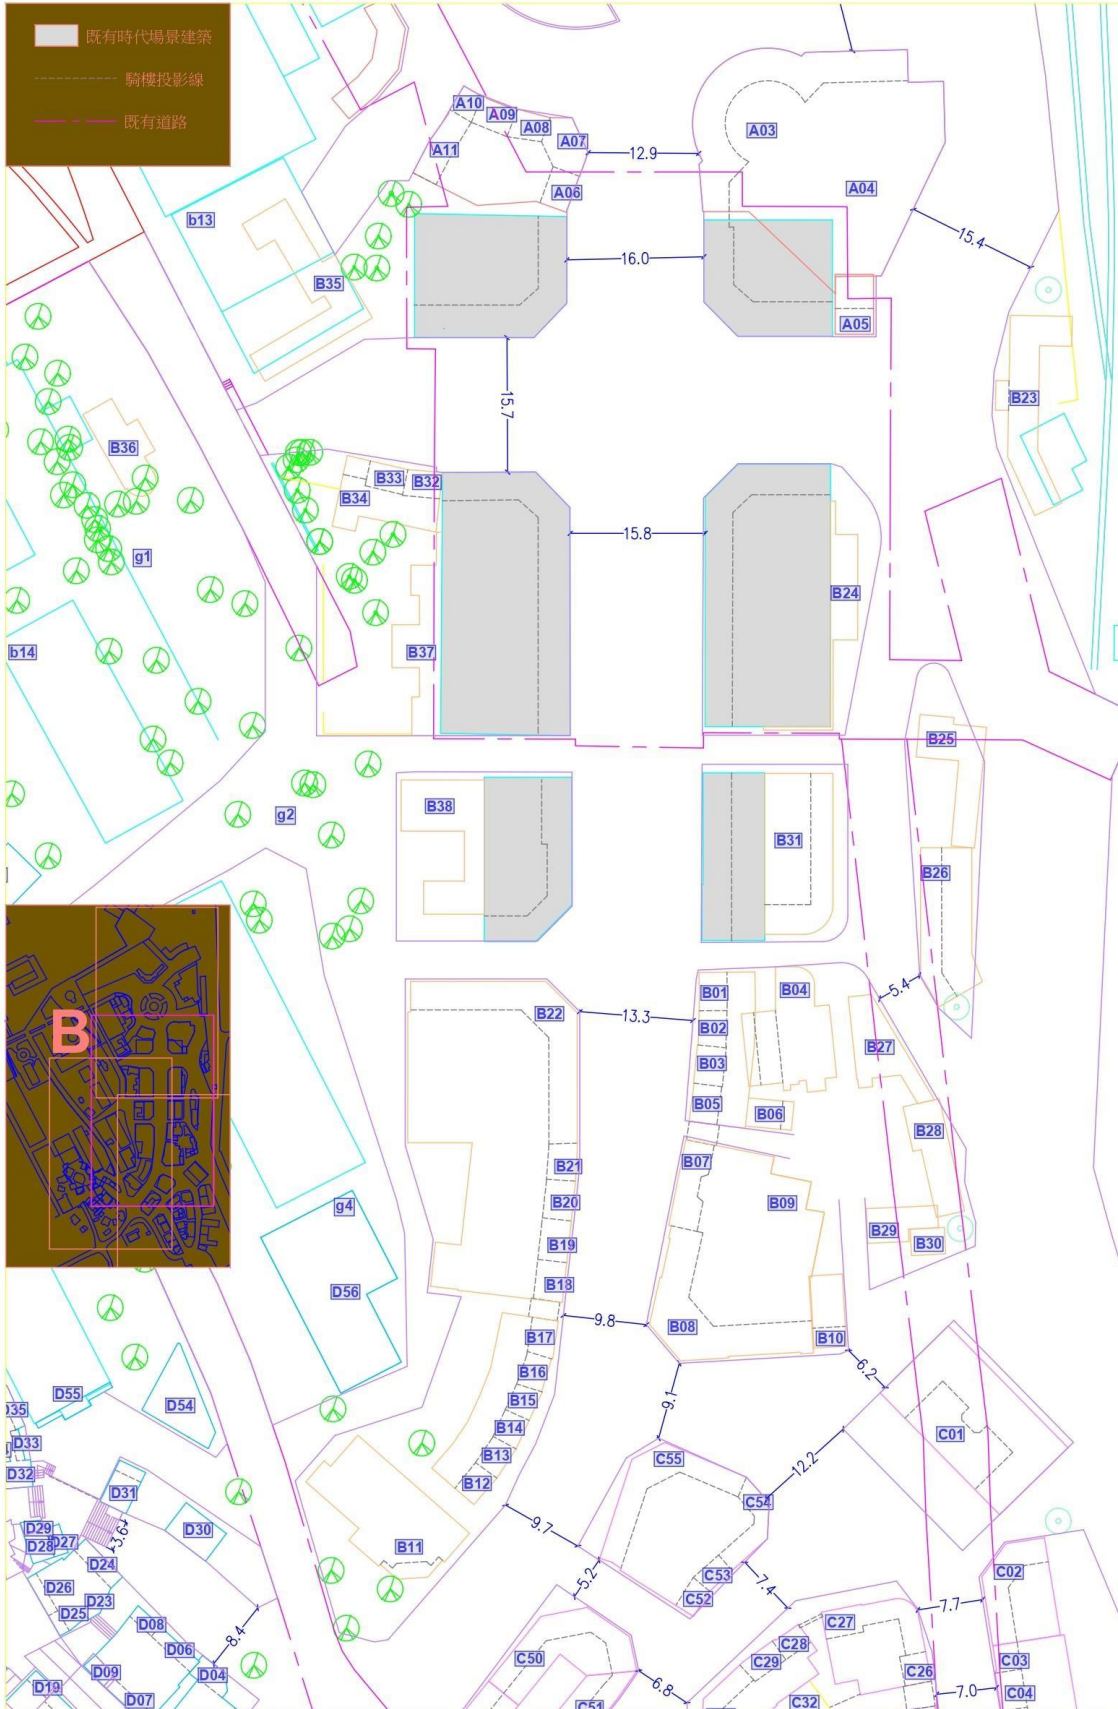 既有時代場景建築
騎樓投影線
既有道路
A10
A09
A08
A07
A11
A06
12.9
A03
A04
b13
15.4
16.0
B35
A05
15.7
B23
B36
B33
B32
B34
15.8
g1
B24
b14
B37
B25
B38
g2
B31
B26
5.4
B
B22
13.3
B01
B04
B02
B27
B03
B05
B06
B28
B07
B21
B20
B09
g4
B29
B30
B19
B18
D56
9.8
B17
B08
B10
6.2
B16
9.1
D55
D54
B15
B14
C01
D35
D33
B13
C55
12.2
D32
B12
C54
D31
D29
D30
9.7
D27
3.6
D28
B11
D24
C53
C02
5.2
7.4
D26
D23
C52
D25
7.7
D08
8.4
C27
D06
C28
C50
C29
C03
D09
D04
C26
D19
6.8
7.0
C04
D07
C32
C51